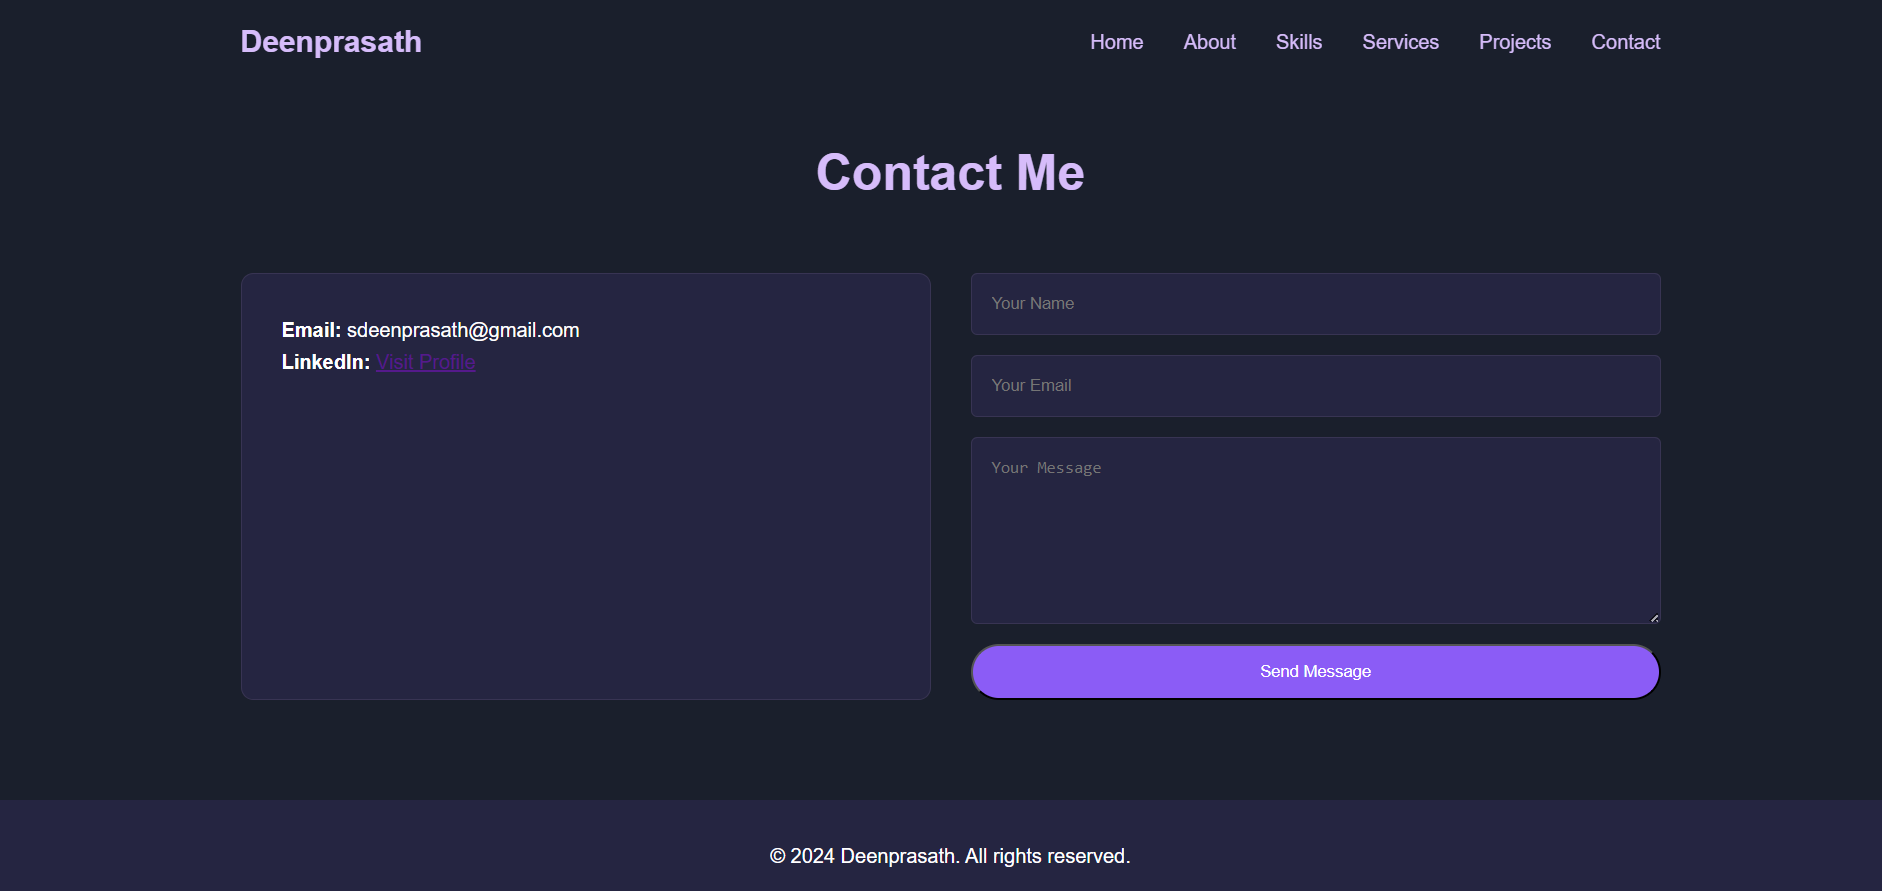 Deenprasath
Home About Skills Services Projects Contact
Contact Me
Email: sdeenprasath@gmail.com
LinkedIn: Visit Profile
Your Name
Your Email
Your Message
Send Message
© 2024 Deenprasath. All rights reserved.